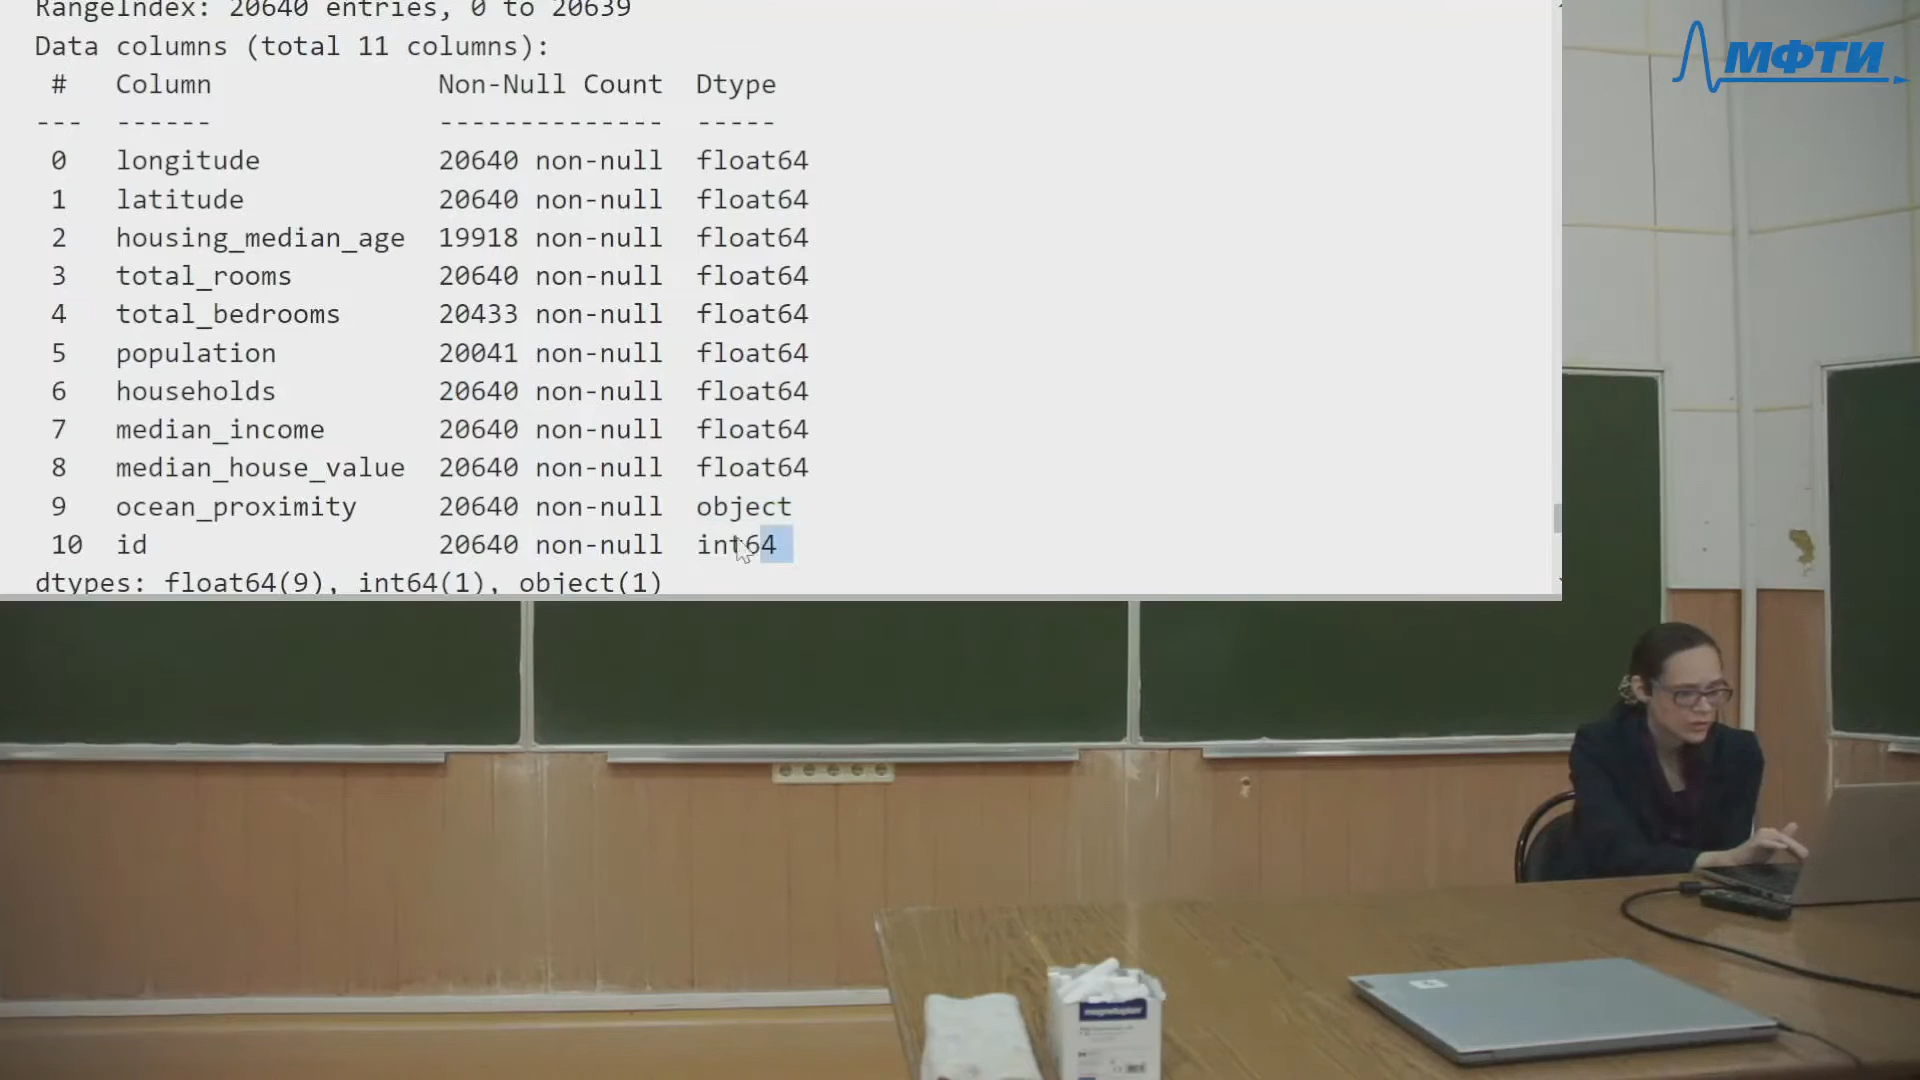 RangeIndex: 20640 entries, 0 to 20639
Data columns (total 11 columns):
# Column Non-Null Count Dtype
--- ------ -------------- -----
0 longitude 20640 non-null float64
1 latitude 20640 non-null float64
2 housing_median_age 19918 non-null float64
3 total_rooms 20640 non-null float64
4 total_bedrooms 20433 non-null float64
5 population 20041 non-null float64
6 households 20640 non-null float64
7 median_income 20640 non-null float64
8 median_house_value 20640 non-null float64
9 ocean_proximity 20640 non-null object
10 id 20640 non-null int64
dtypes: float64(9), int64(1), object(1)
МФТИ